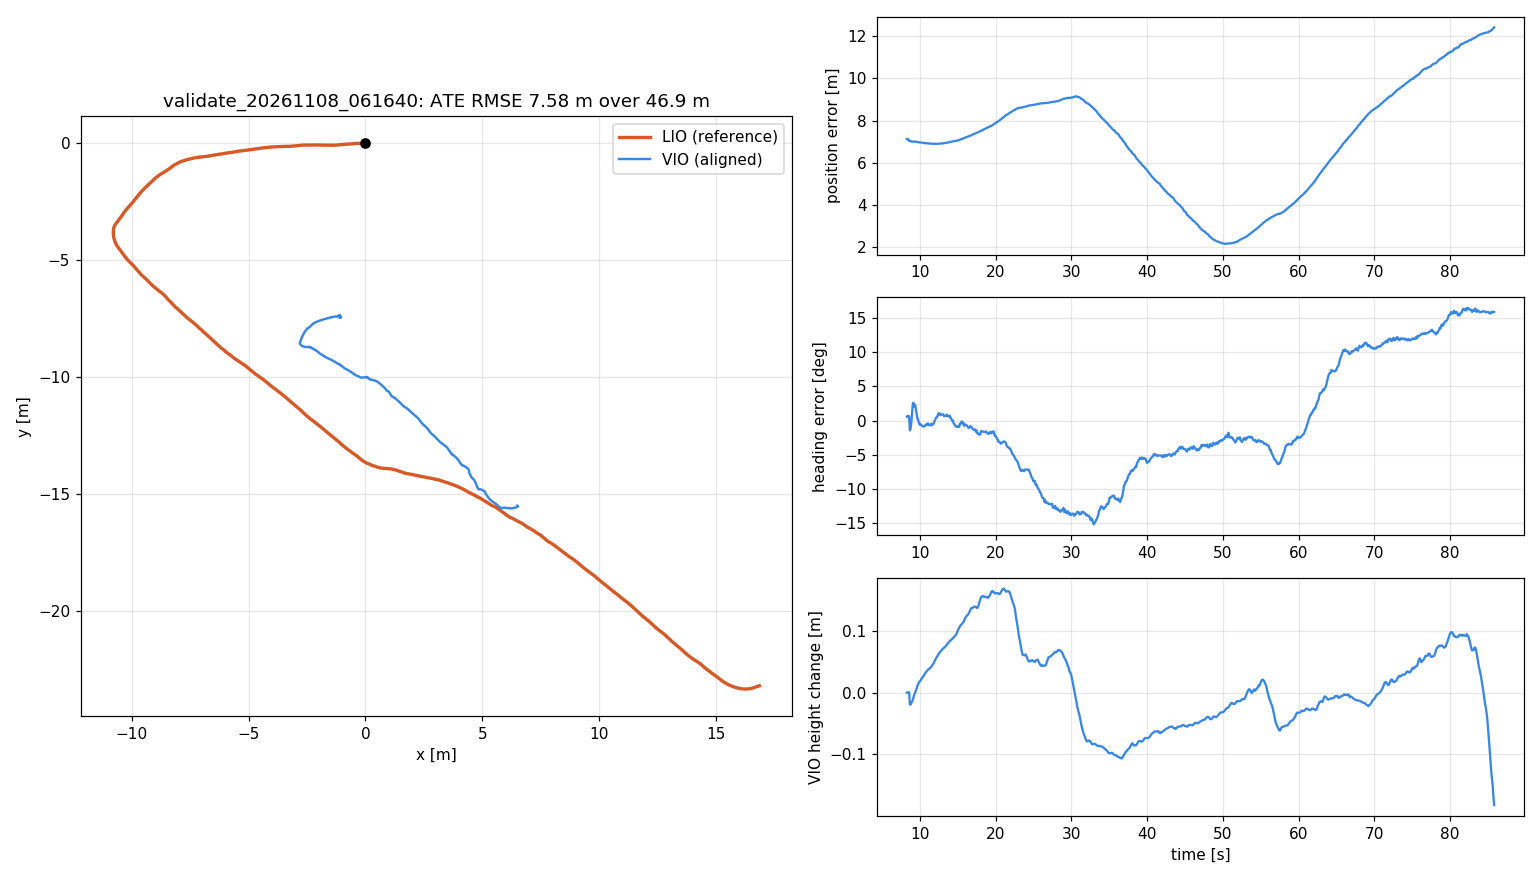 validate_20261108_061640: ATE RMSE 7.58 m over 46.9 m
LIO (reference)
VIO (aligned)
0
−5
−10
−15
−20
y [m]
−10 −5 0 5 10 15
x [m]
12
10
8
6
4
2
position error [m]
10 20 30 40 50 60 70 80
15
10
5
0
−5
−10
−15
heading error [deg]
10 20 30 40 50 60 70 80
0.1
0.0
−0.1
VIO height change [m]
10 20 30 40 50 60 70 80
time [s]